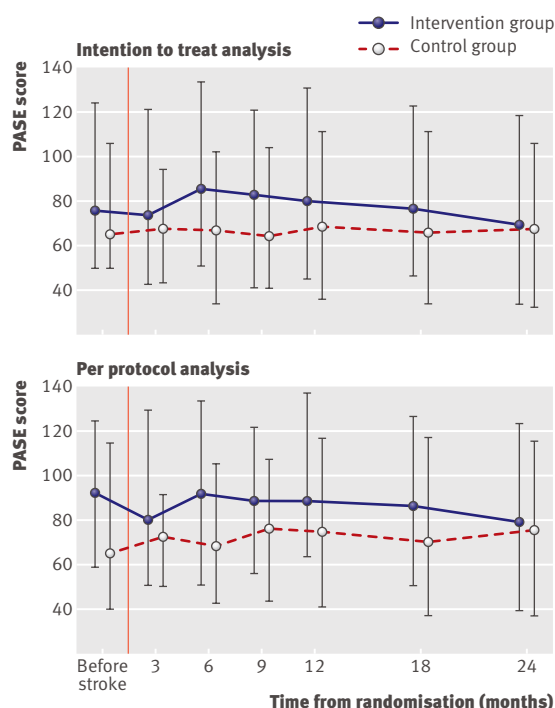 Intervention group
Control group
Intention to treat analysis
PASE score
140
120
100
80
60
40
Per protocol analysis
PASE score
140
120
100
80
60
40
Before stroke 3 6 9 12 18 24
Time from randomisation (months)